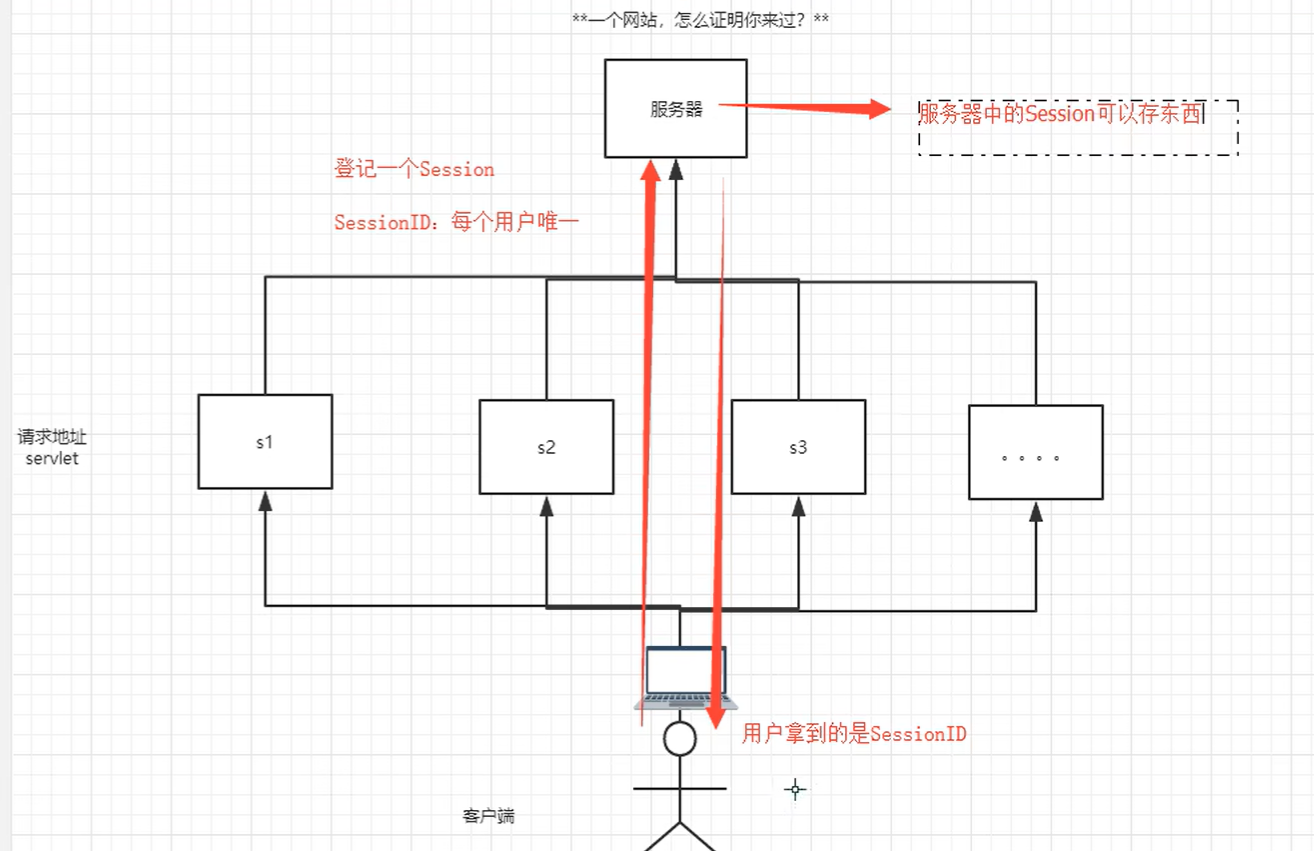 **一个网站，怎么证明你来过？**
服务器
服务器中的Session可以存东西
登记一个Session
SessionID：每个用户唯一
请求地址
servlet
s1
s2
s3
。。。。
用户拿到的是SessionID
客户端